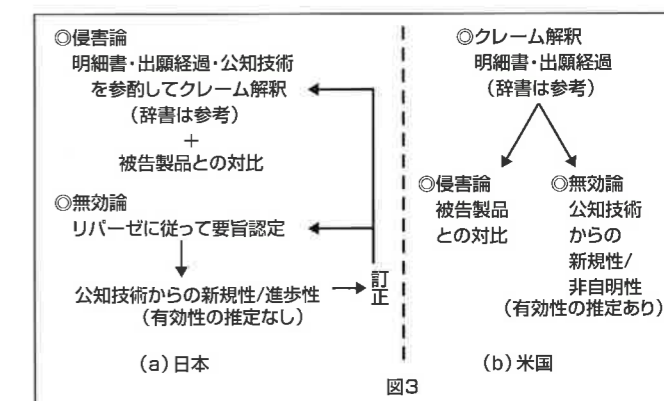 ◎侵害論
明細書・出願経過・公知技術
を参酌してクレーム解釈
(辞書は参考)
+
被告製品との対比
◎無効論
リパーゼに従って要旨認定
公知技術からの新規性/進歩性
(有効性の推定なし)
訂正
(a)日本
◎クレーム解釈
明細書・出願経過
(辞書は参考)
◎侵害論
被告製品
との対比
◎無効論
公知技術
からの
新規性/
非自明性
(有効性の推定あり)
(b)米国
図3